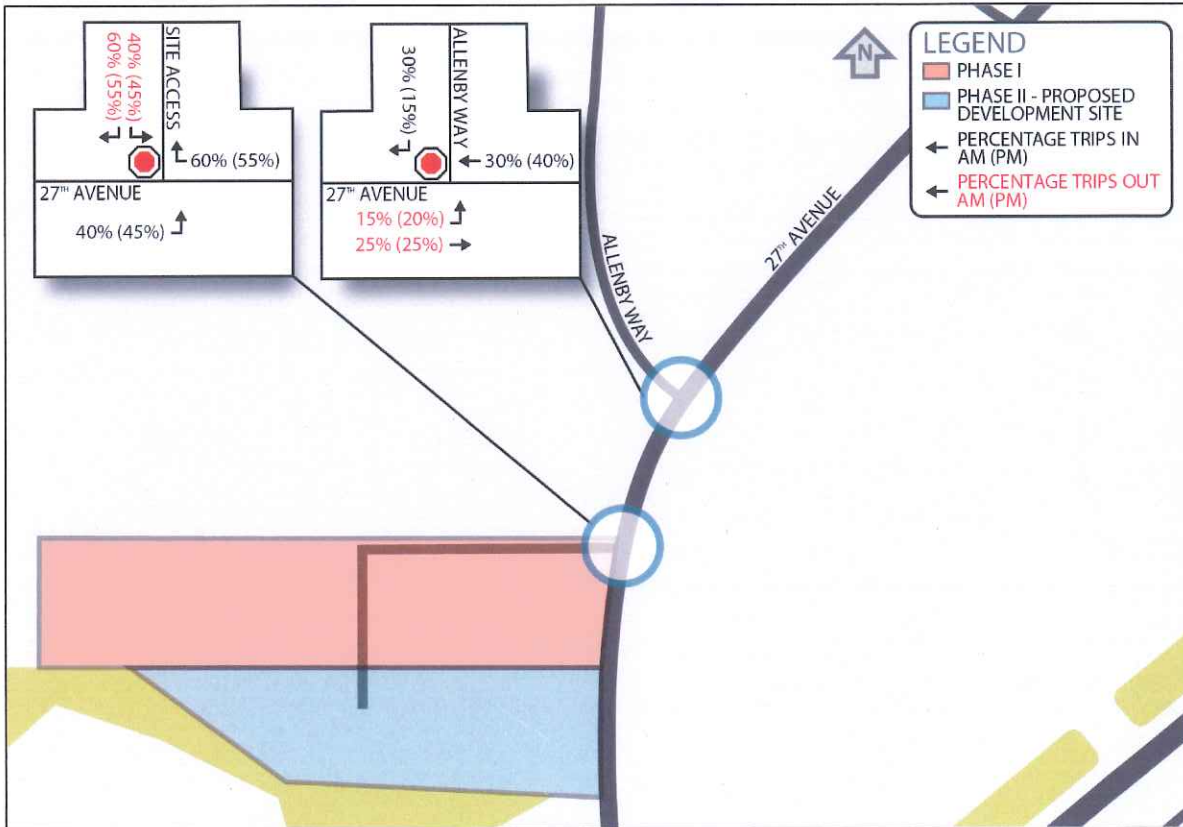 40% (45%)
60% (55%)
SITE ACCESS
60% (55%)
27TH AVENUE
40% (45%)
30% (15%)
ALLENBY WAY
30% (40%)
27TH AVENUE
15% (20%)
25% (25%)
N
LEGEND
PHASE I
PHASE II - PROPOSED
DEVELOPMENT SITE
PERCENTAGE TRIPS IN
AM (PM)
PERCENTAGE TRIPS OUT
AM (PM)
ALLENBY WAY
27TH AVENUE